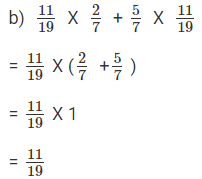 b) 11/19 X 2/7 + 5/7 X 11/19
= 11/19 X ( 2/7 + 5/7 )
= 11/19 X 1
= 11/19